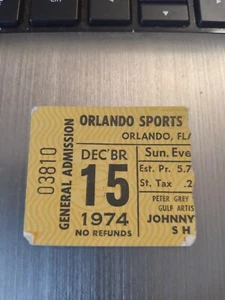 03810
GENERAL ADMISSION
ORLANDO SPORTS
ORLANDO, FLA
DEC'BR
15
1974
NO REFUNDS
Sun. Eve
Est. Pr. 5.7
St. Tax .2
PETER GREY
GULF ARTIS
JOHNNY
S H